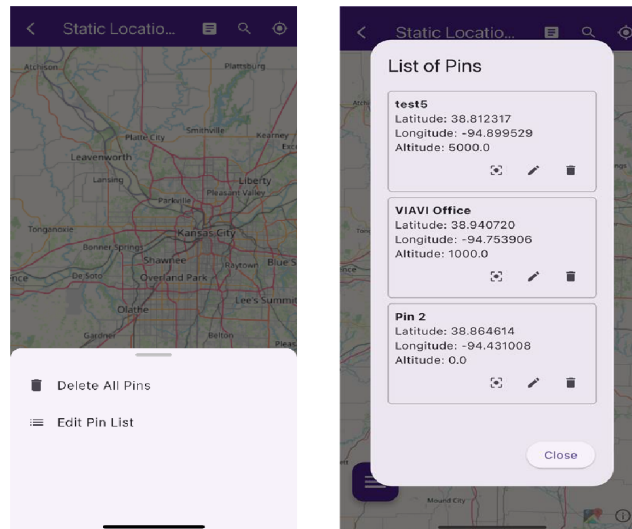 Static Locatio...
Atchison
Plattsburg
Platte City
Smithville
Kearney
Leavenworth
Lansing
Liberty
Pleasant Valley
Parkville
Tonganoxie
Kansas City
Bonner Springs
Shawnee
Raytown
Blue S
nce
De Soto
Overland Park
Lee's Summit
Olathe
Gardner
Belton
Pleas
Delete All Pins
Edit Pin List
Static Locatio...
List of Pins
test5
Latitude: 38.812317
Longitude: -94.899529
Altitude: 5000.0
VIAVI Office
Latitude: 38.940720
Longitude: -94.753906
Altitude: 1000.0
Pin 2
Latitude: 38.864614
Longitude: -94.431008
Altitude: 0.0
Close
Mound City